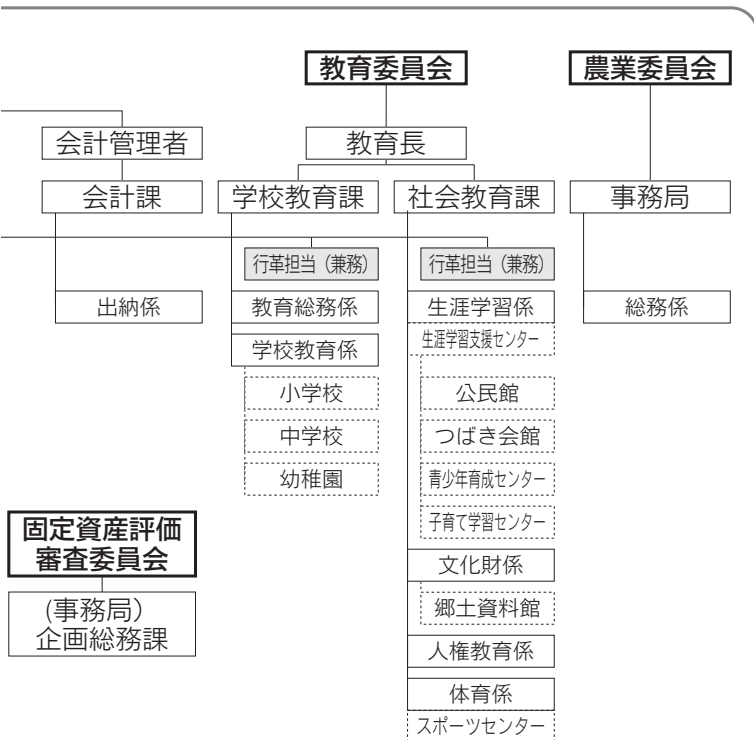 教育委員会
農業委員会
会計管理者
教育長
会計課
学校教育課
社会教育課
事務局
行革担当（兼務）
行革担当（兼務）
出納係
教育総務係
生涯学習係
総務係
生涯学習支援センター
学校教育係
小学校
公民館
中学校
つばき会館
幼稚園
青少年育成センター
子育て学習センター
固定資産評価
審査委員会
文化財係
(事務局）
企画総務課
郷土資料館
人権教育係
体育係
スポーツセンター